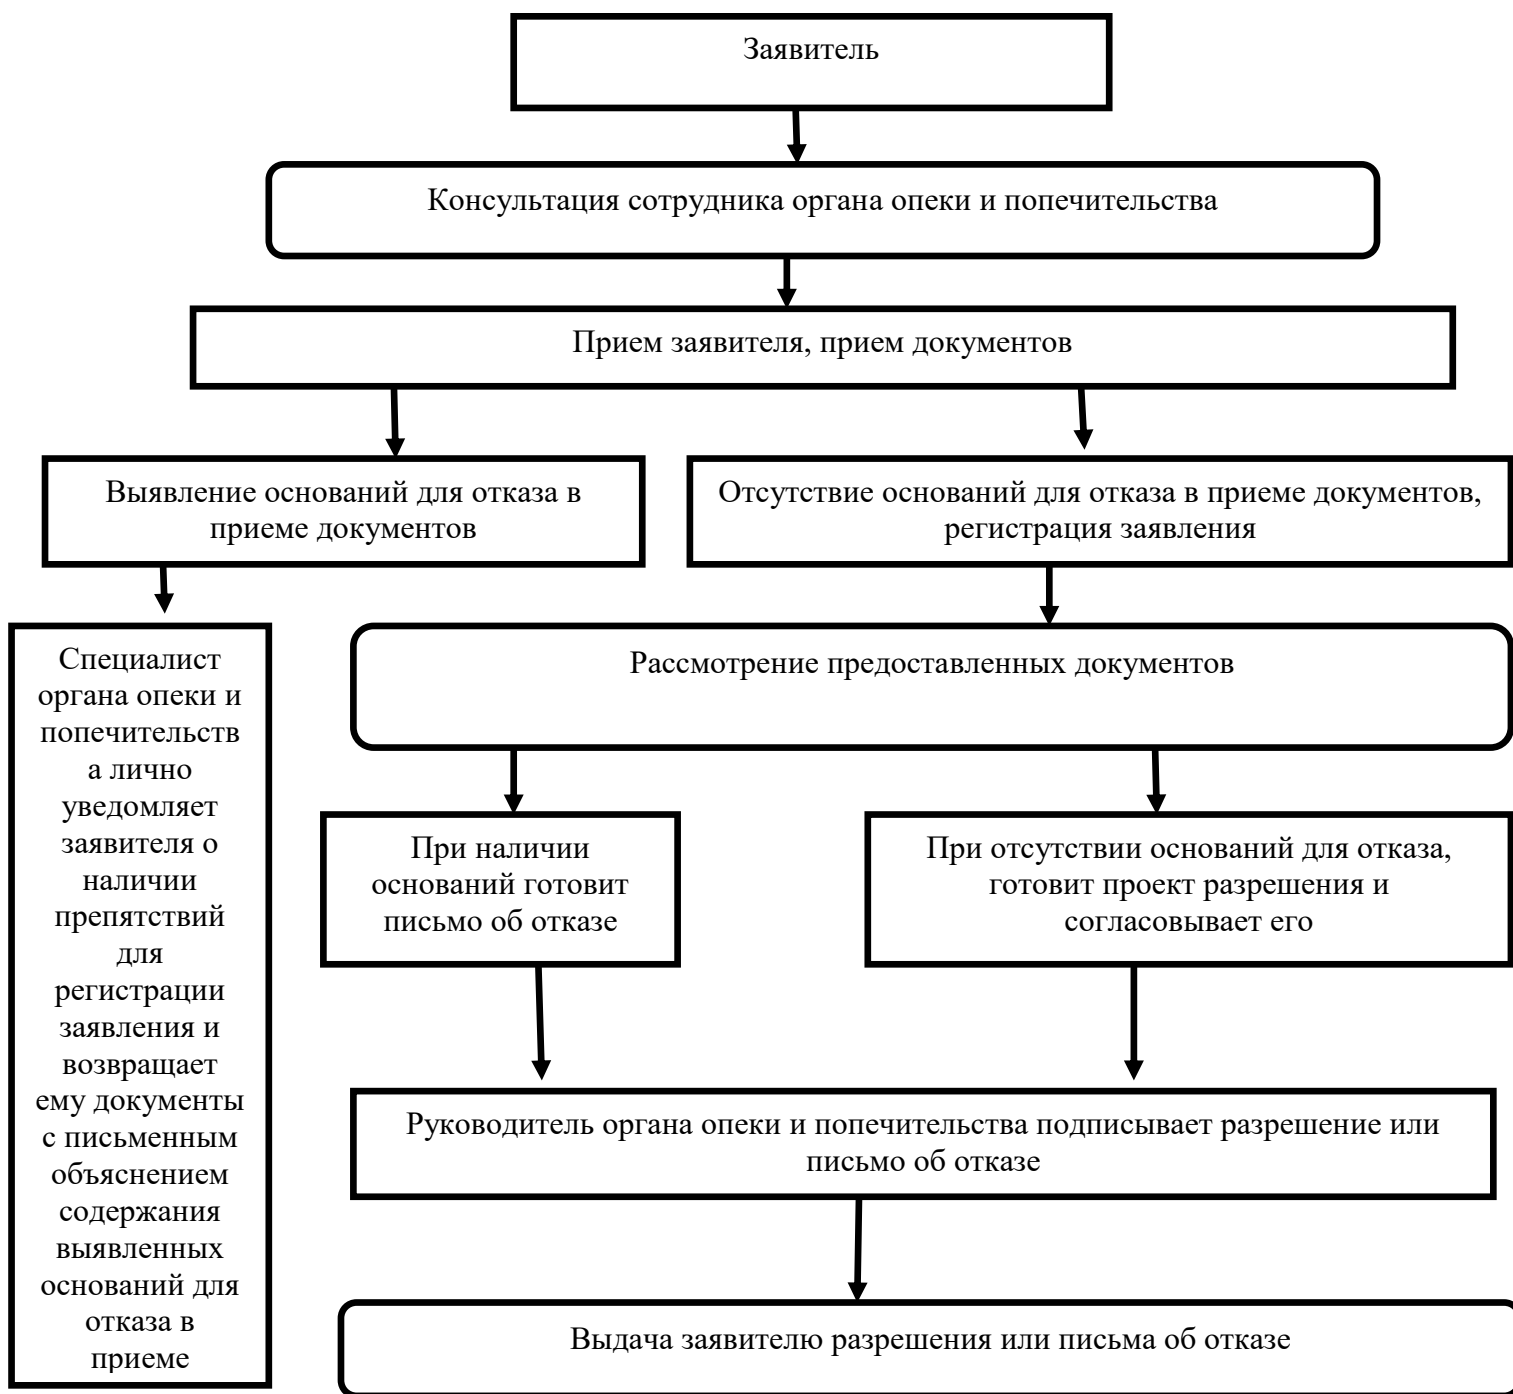 Заявитель
Консультация сотрудника органа опеки и попечительства
Прием заявителя, прием документов
Выявление оснований для отказа в
приеме документов
Отсутствие оснований для отказа в приеме документов,
регистрация заявления
Специалист
органа опеки и
попечительств
а лично
уведомляет
заявителя о
наличии
препятствий
для
регистрации
заявления и
возвращает
ему документы
с письменным
объяснением
содержания
выявленных
оснований для
отказа в
приеме
Рассмотрение предоставленных документов
При наличии
оснований готовит
письмо об отказе
При отсутствии оснований для отказа,
готовит проект разрешения и
согласовывает его
Руководитель органа опеки и попечительства подписывает разрешение или
письмо об отказе
Выдача заявителю разрешения или письма об отказе